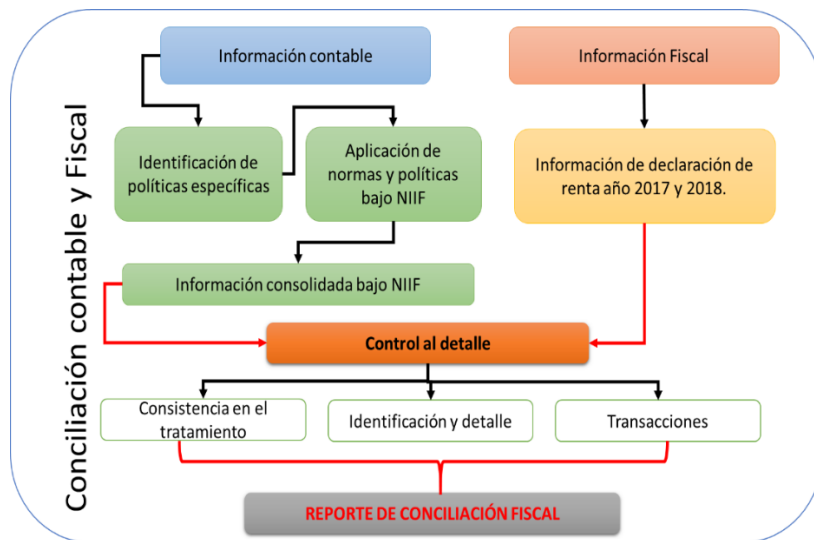 Conciliación contable y Fiscal
Información contable
Información Fiscal
Identificación de
políticas específicas
Aplicación de
normas y políticas
bajo NIIF
Información de declaración de
renta año 2017 y 2018.
Información consolidada bajo NIIF
Control al detalle
Consistencia en el
tratamiento
Identificación y detalle
Transacciones
REPORTE DE CONCILIACIÓN FISCAL